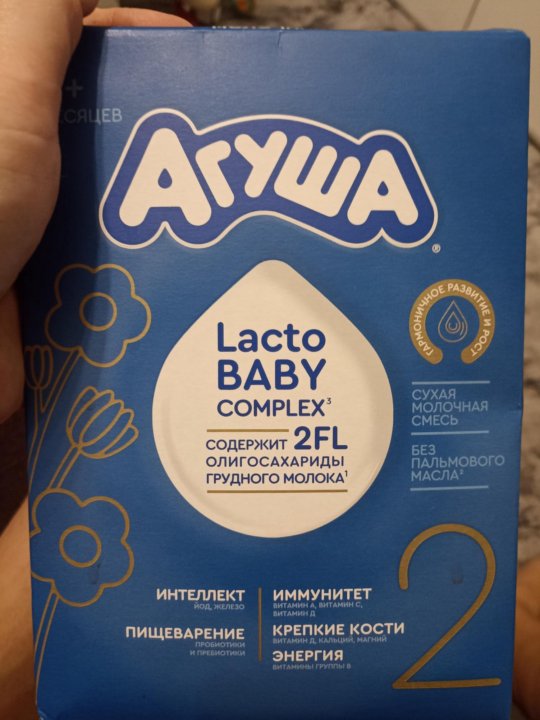 +
ЕСЯЦЕВ
АГУША
®
ГАРМОНИЧНОЕ РАЗВИТИЕ И РОСТ
Lacto
BABY
COMPLEX³
СОДЕРЖИТ 2FL
ОЛИГОСАХАРИДЫ
ГРУДНОГО МОЛОКА¹
СУХАЯ
МОЛОЧНАЯ
СМЕСЬ
БЕЗ
ПАЛЬМОВОГО
МАСЛА²
ИНТЕЛЛЕКТ
ЙОД, ЖЕЛЕЗО
ПИЩЕВАРЕНИЕ
ПРОБИОТИКИ
И ПРЕБИОТИКИ
ИММУНИТЕТ
ВИТАМИН А, ВИТАМИН С,
ВИТАМИН Д
КРЕПКИЕ КОСТИ
ВИТАМИН Д, КАЛЬЦИЙ, МАГНИЙ
ЭНЕРГИЯ
ВИТАМИНЫ ГРУППЫ В
2